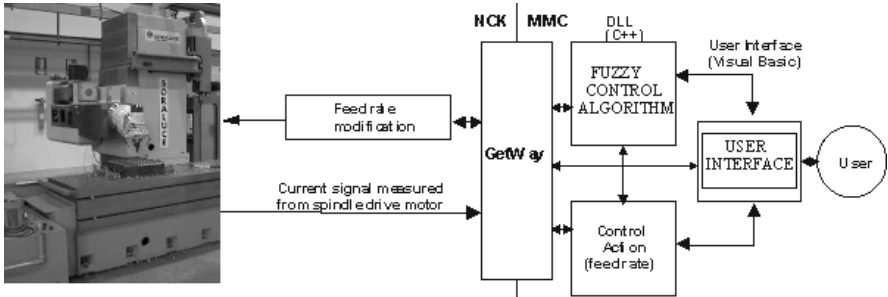 NCK MMC
DLL
(C++)
User Interface
(Visual Basic)
SORALUCE
Feedrate
modification
GetWay
FUZZY
CONTROL
ALGORITHM
USER
INTERFACE
User
Current signal measured
from spindle drive motor
Control
Action
(feedrate)